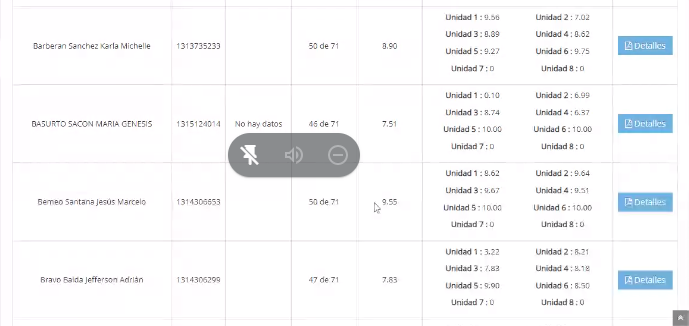 Unidad 1 : 9.56 Unidad 2 : 7.02
Unidad 3 : 8.89 Unidad 4 : 8.62
Barberan Sanchez Karla Michelle 1313735233 50 de 71 8.90 Detalles
Unidad 5 : 9.27 Unidad 6 : 9.75
Unidad 7 : 0 Unidad 8 : 0
Unidad 1 : 0.10 Unidad 2 : 6.99
Unidad 3 : 8.74 Unidad 4 : 6.37
BASURTO SACON MARIA GENESIS 1315124014 No hay datos 46 de 71 7.51 Detalles
Unidad 5 : 10.00 Unidad 6 : 10.00
Unidad 7 : 0 Unidad 8 : 0
Unidad 1 : 8.62 Unidad 2 : 9.64
Unidad 3 : 9.67 Unidad 4 : 9.51
Bemeo Santana Jesús Marcelo 1314306653 50 de 71 9.55 Detalles
Unidad 5 : 10.00 Unidad 6 : 10.00
Unidad 7 : 0 Unidad 8 : 0
Unidad 1 : 3.22 Unidad 2 : 8.21
Unidad 3 : 7.83 Unidad 4 : 8.18
Bravo Balda Jefferson Adrián 1314306299 47 de 71 7.83 Detalles
Unidad 5 : 9.90 Unidad 6 : 8.50
Unidad 7 : 0 Unidad 8 : 0